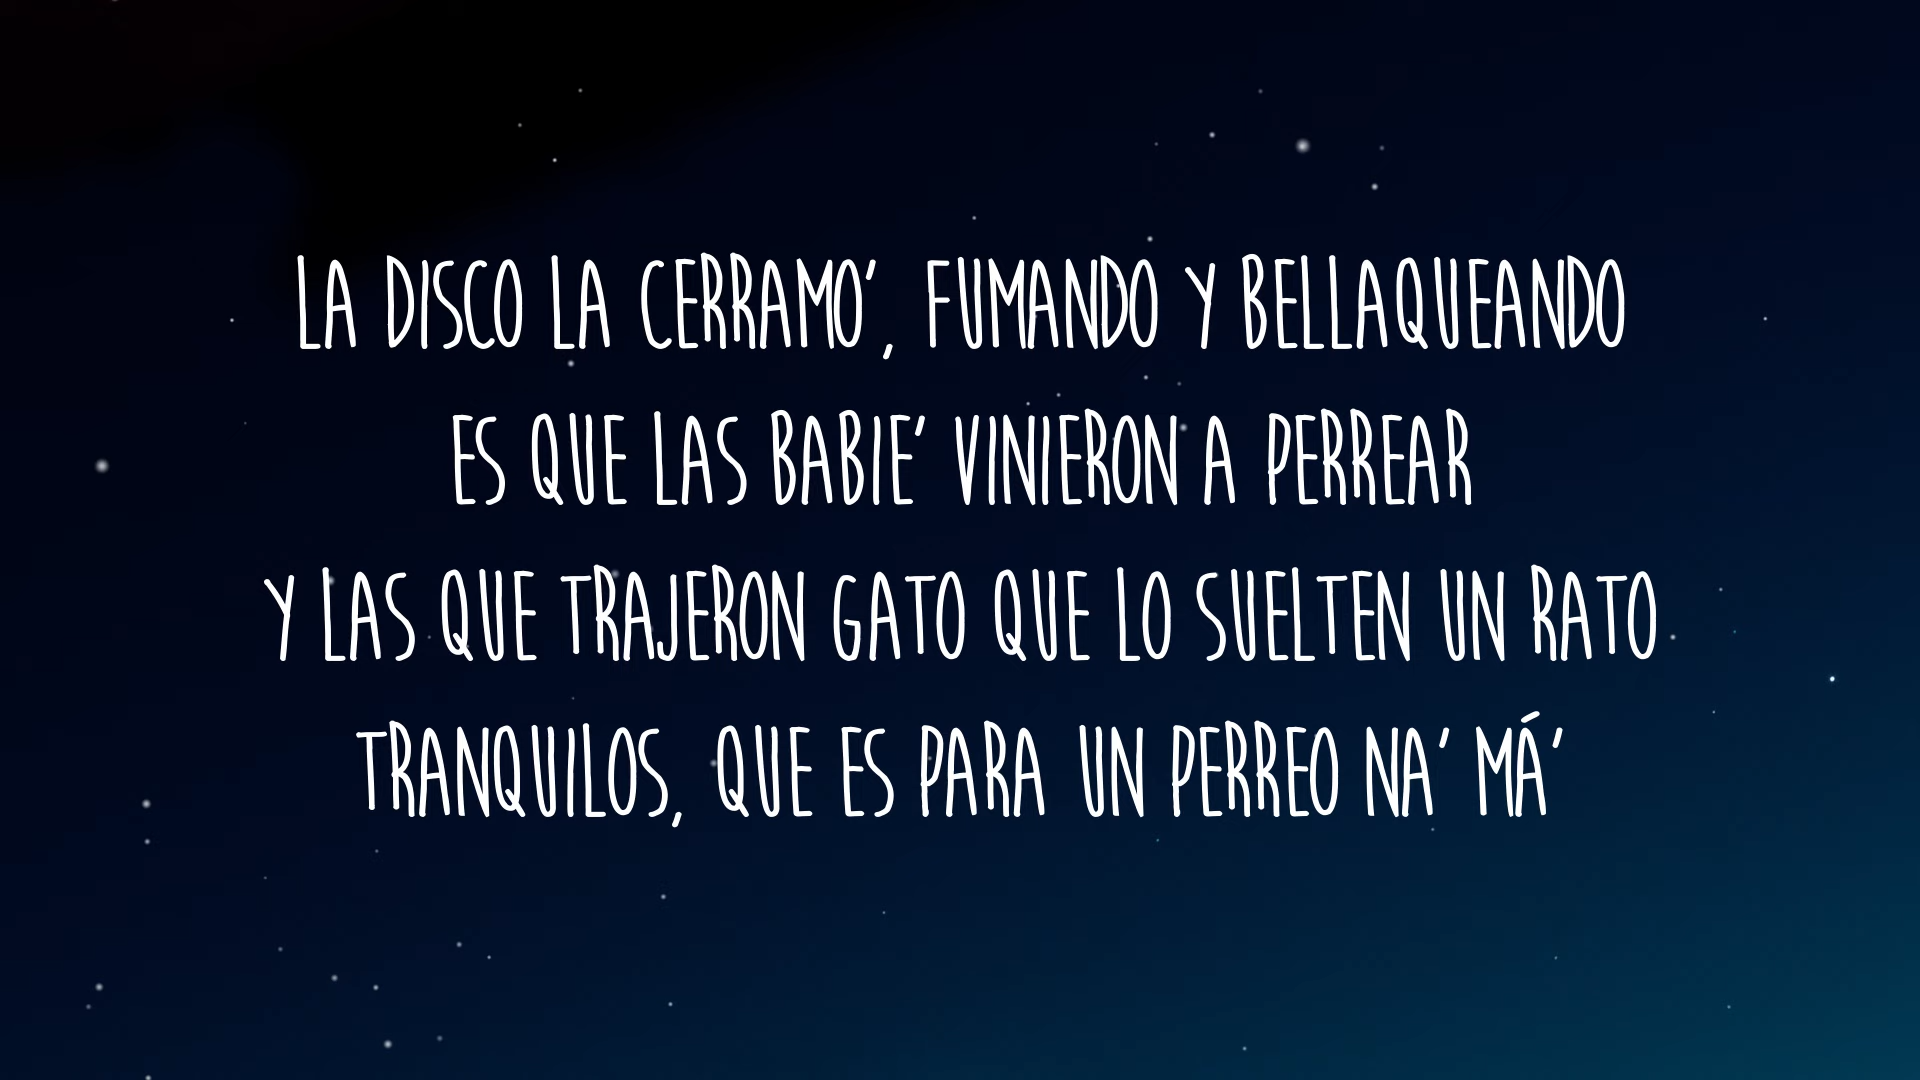 LA DISCO LA CERRAMO', FUMANDO Y BELLAQUEANDO
ES QUE LAS BABIE' VINIERON A PERREAR
Y LAS QUE TRAJERON GATO QUE LO SUELTEN UN RATO
TRANQUILOS, QUE ES PARA UN PERREO NA' MÁ'